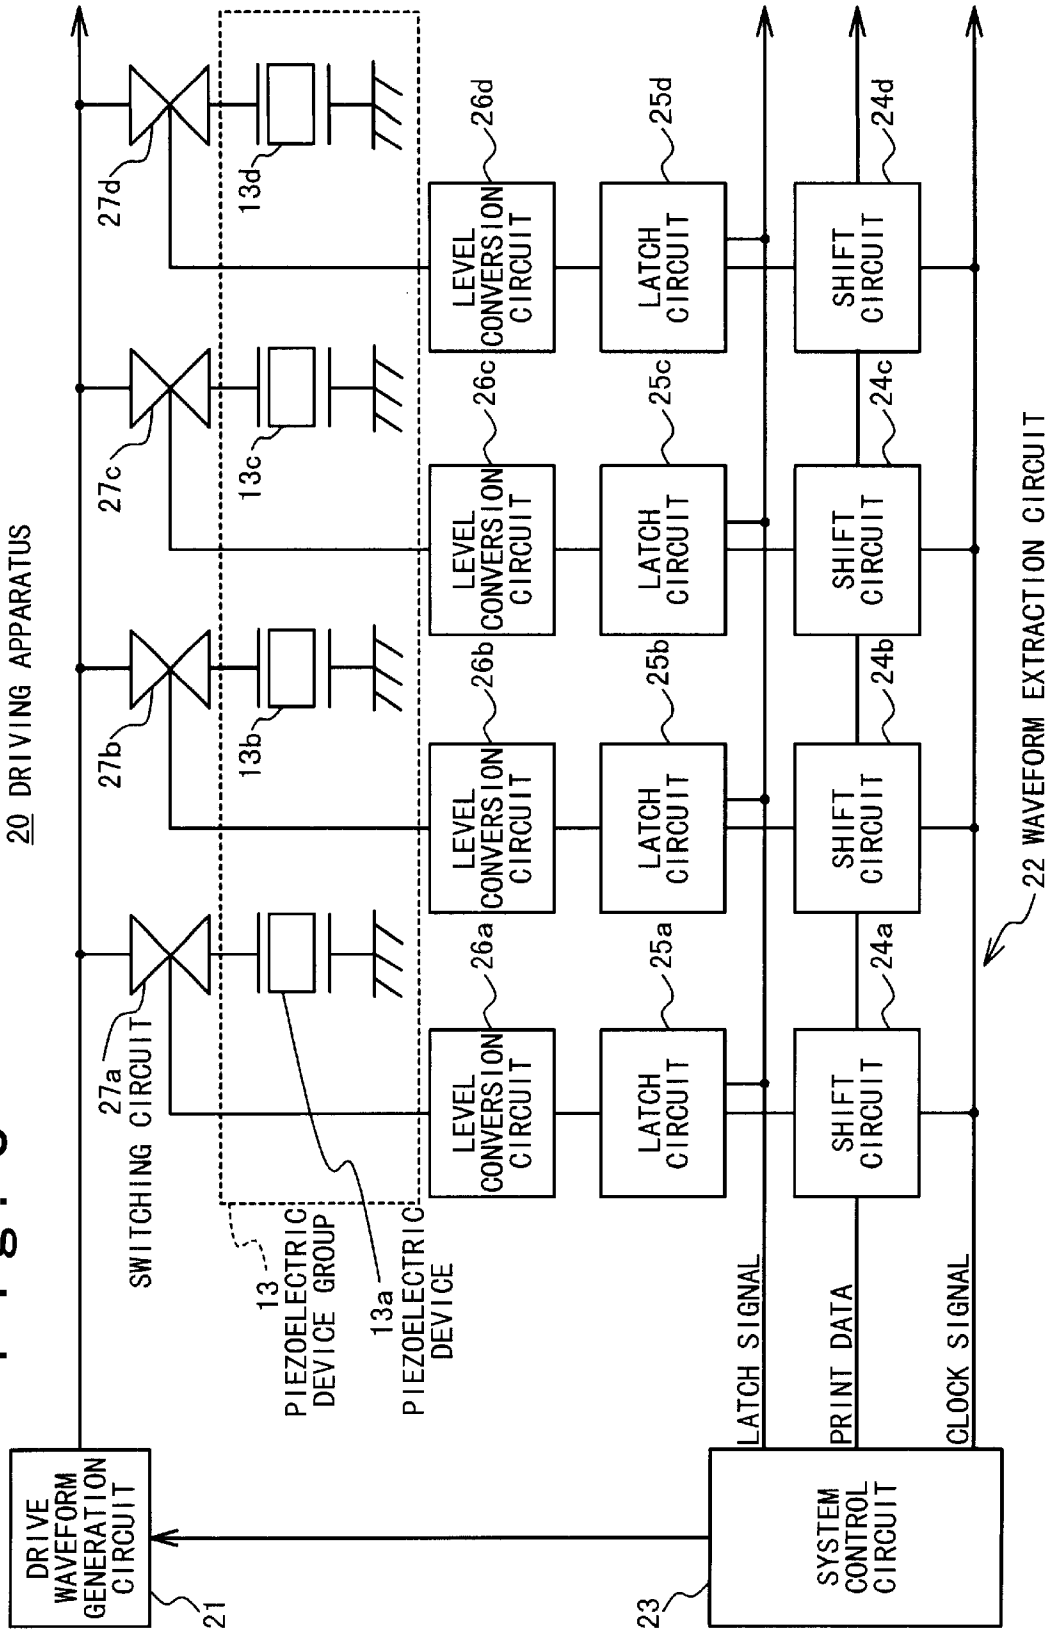 20 DRIVING APPARATUS
DRIVE
WAVEFORM
GENERATION
CIRCUIT
21
27a
SWITCHING CIRCUIT
27b
27c
27d
13
PIEZOELECTRIC
DEVICE GROUP
13a
PIEZOELECTRIC
DEVICE
13b
13c
13d
LEVEL
CONVERSION
CIRCUIT
26a
LEVEL
CONVERSION
CIRCUIT
26b
LEVEL
CONVERSION
CIRCUIT
26c
LEVEL
CONVERSION
CIRCUIT
26d
LATCH
CIRCUIT
25a
LATCH
CIRCUIT
25b
LATCH
CIRCUIT
25c
LATCH
CIRCUIT
25d
23
SYSTEM
CONTROL
CIRCUIT
LATCH SIGNAL
PRINT DATA
CLOCK SIGNAL
SHIFT
CIRCUIT
24a
SHIFT
CIRCUIT
24b
SHIFT
CIRCUIT
24c
SHIFT
CIRCUIT
24d
22 WAVEFORM EXTRACTION CIRCUIT